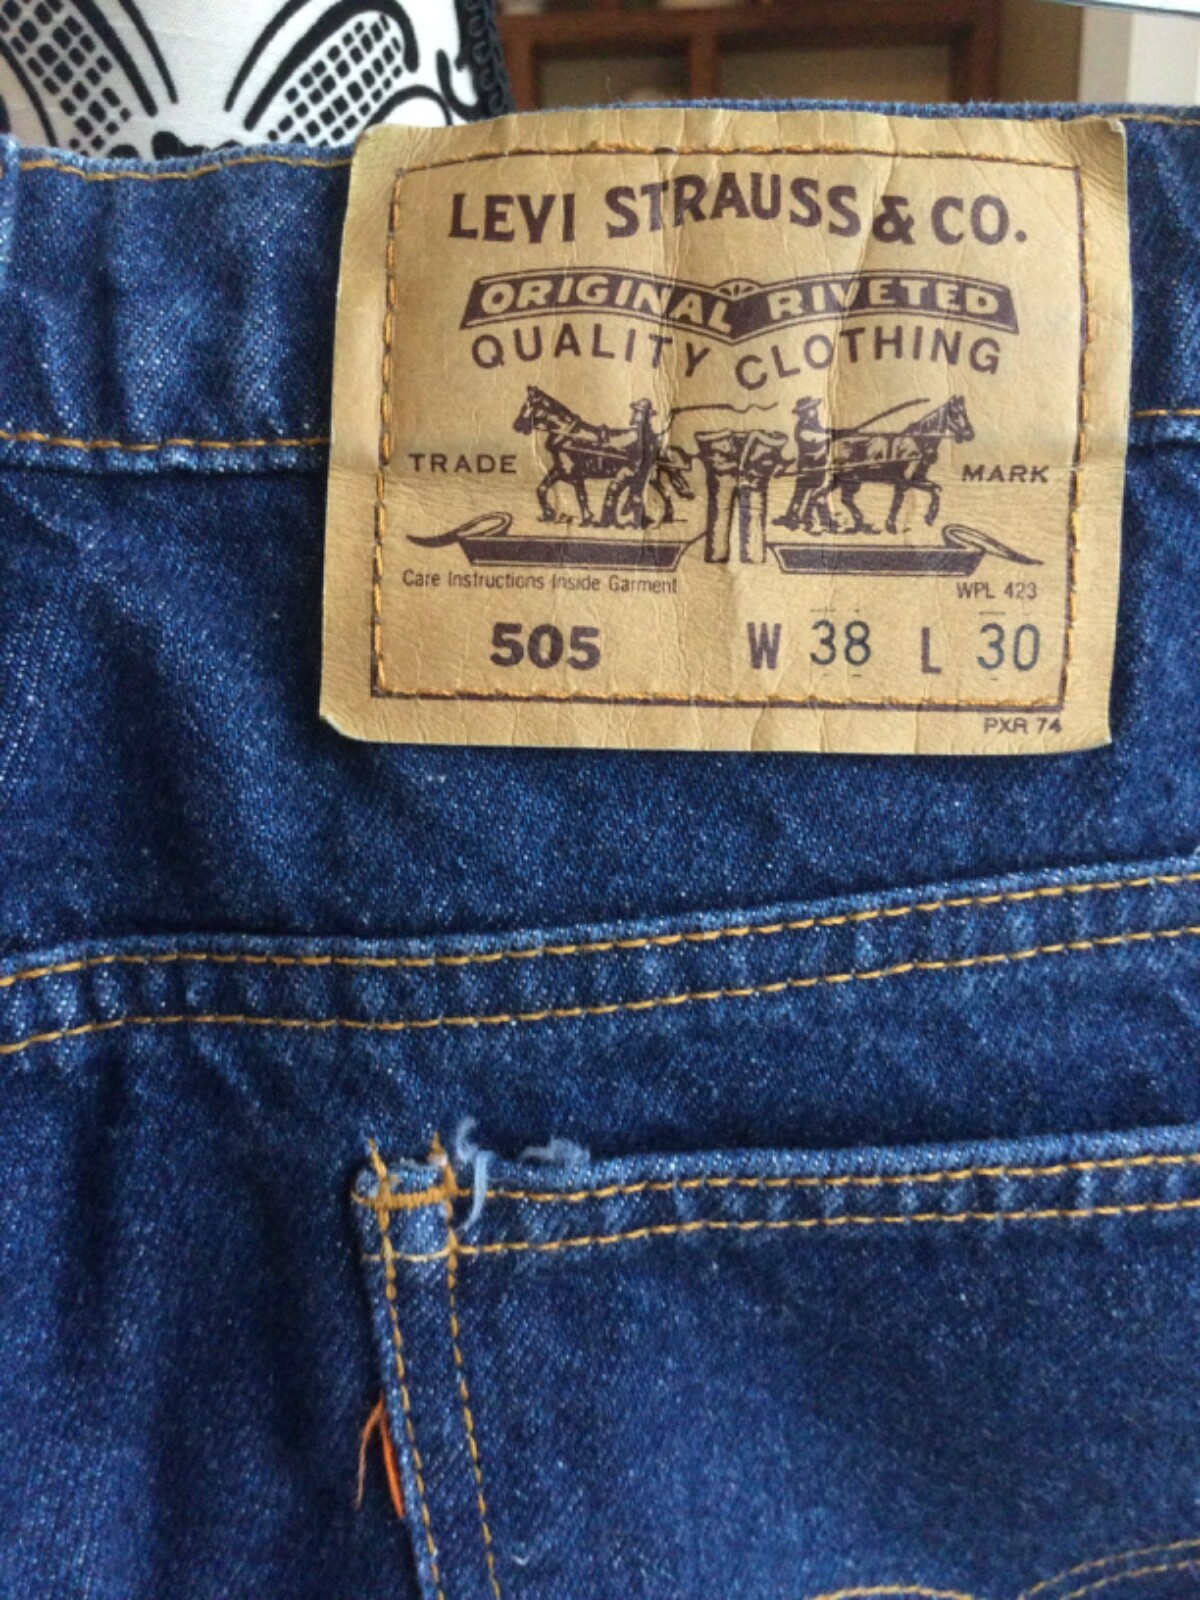 LEVI STRAUSS & CO.
ORIGINAL RIVETED
QUALITY CLOTHING
TRADE MARK
Care Instructions Inside Garment WPL 423
505 W 38 L 30
PXR 74